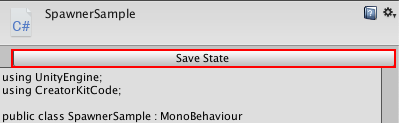 SpawnerSample
C#
Save State
using UnityEngine;
using CreatorKitCode;
public class SpawnerSample : MonoBehaviour